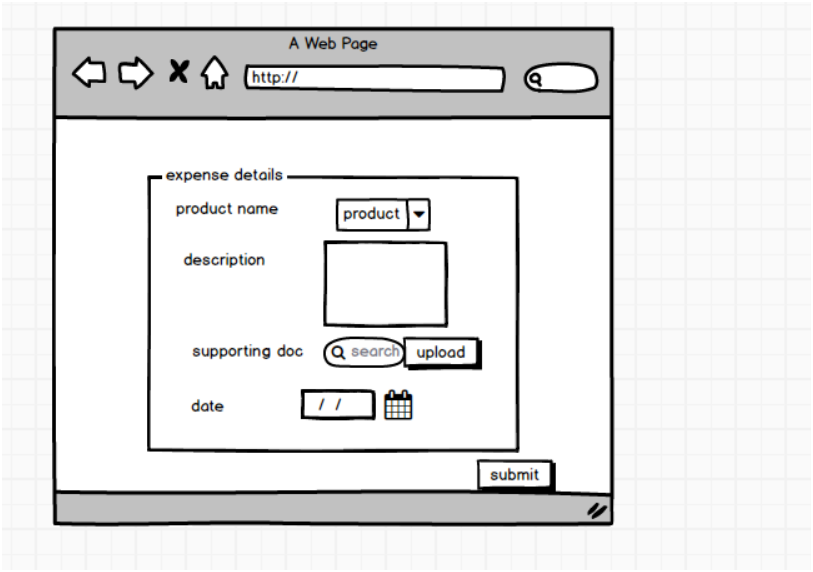 A Web Page
http://
expense details
product name
product
description
supporting doc
search
upload
date
/ /
submit